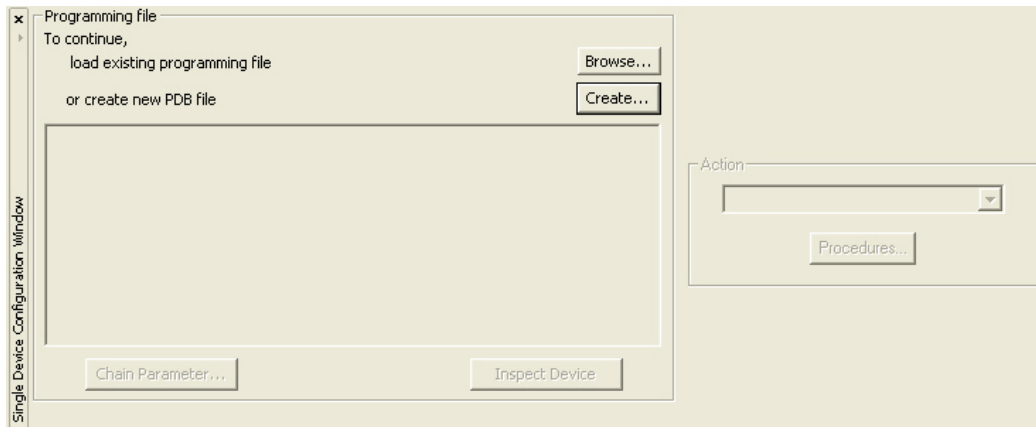 Single Device Configuration Window
Programming file
To continue,
load existing programming file
Browse...
or create new PDB file
Create...
Chain Parameter...
Inspect Device
Action
Procedures...